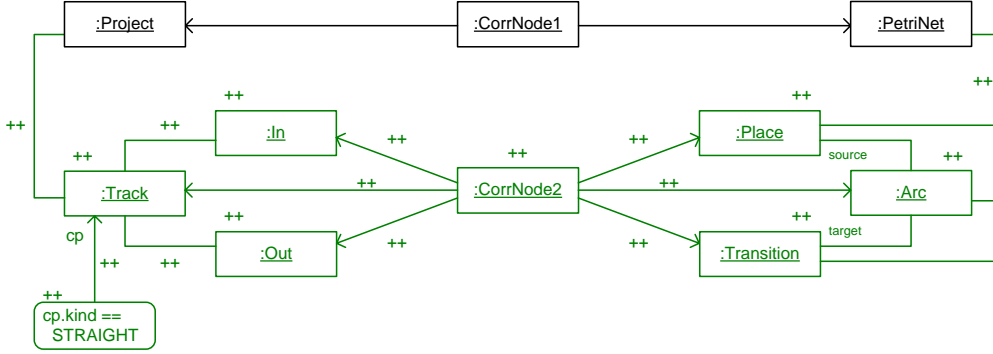 :Project
:CorrNode1
:PetriNet
++
++
++
++
:In
++
++
:Place
++
++
++
source
++
:Track
++
:CorrNode2
++
:Arc
++
++
cp
++
++
:Out
++
++
:Transition
target
++
cp.kind ==
STRAIGHT